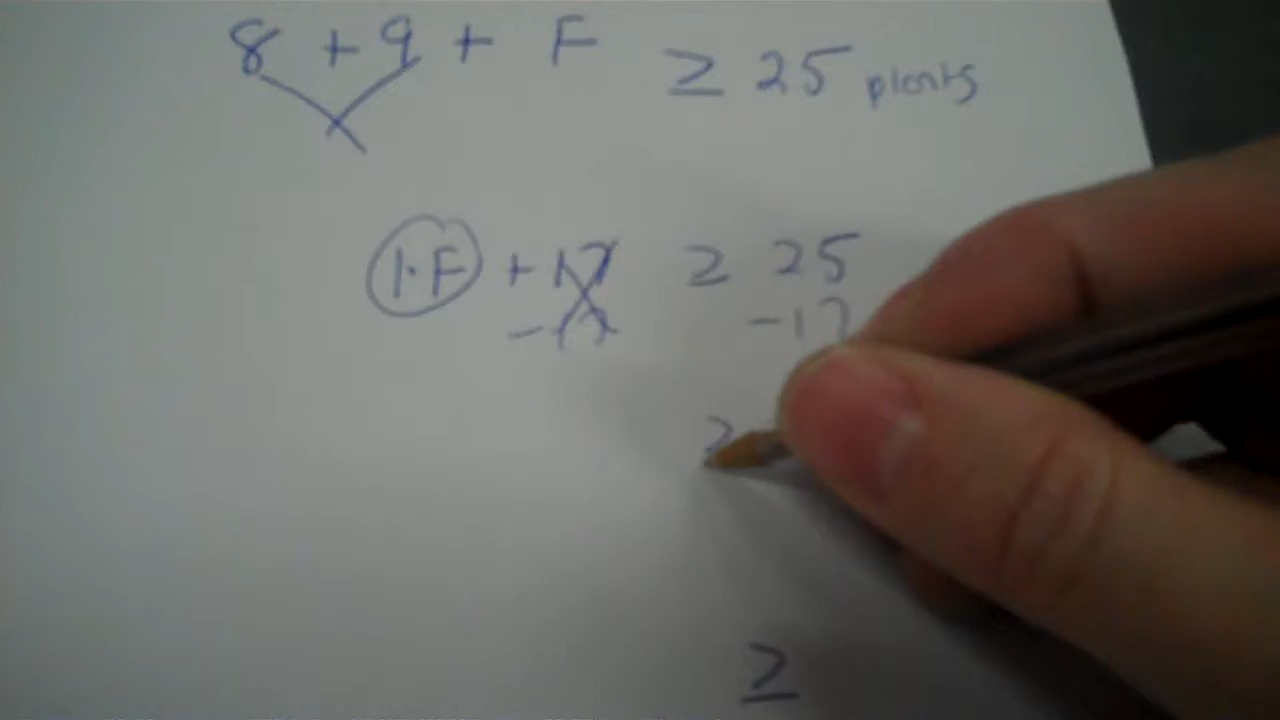 8 + 9 + F ≥ 25 plants
1·F + 17 ≥ 25
-17 -17
≥
≥